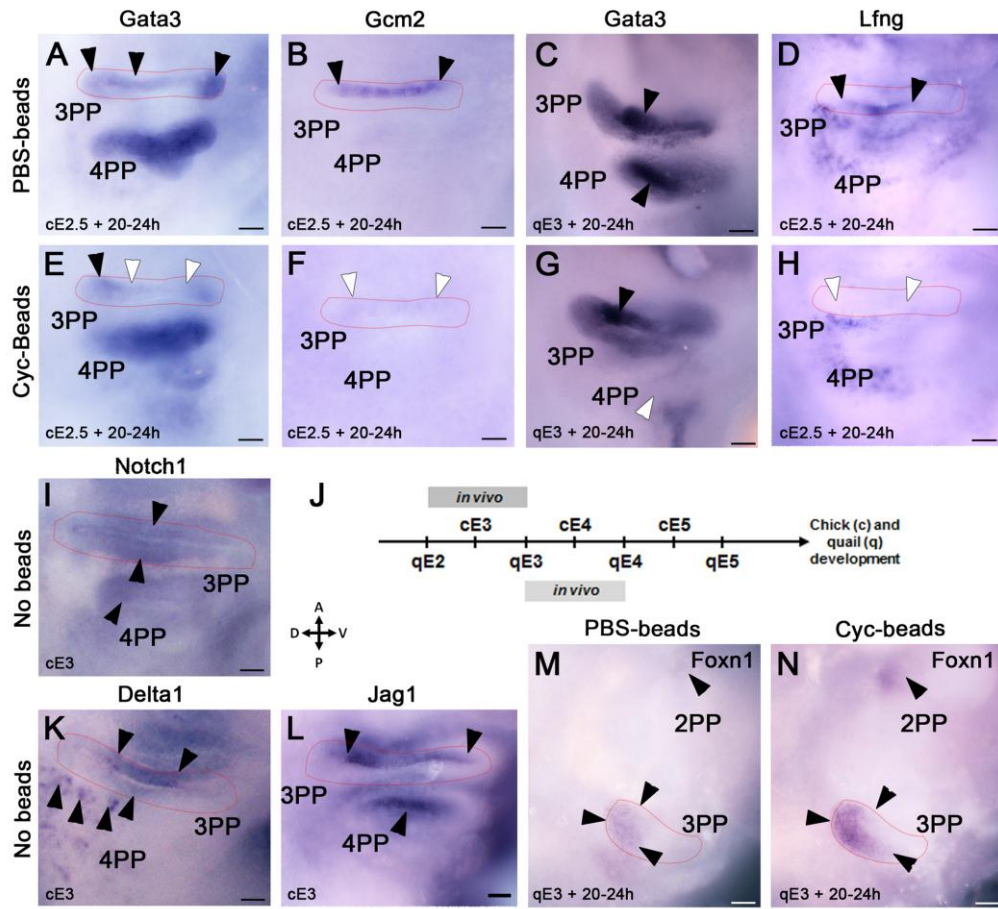 Gata3 Gcm2 Gata3 Lfng
PBS-beads
A B C D
3PP 3PP 3PP
4PP 4PP 4PP 4PP
cE2.5 + 20-24h cE2.5 + 20-24h qE3 + 20-24h cE2.5 + 20-24h
Cyc-Beads
E F G H
3PP 3PP 3PP 3PP
4PP 4PP 4PP 4PP
cE2.5 + 20-24h cE2.5 + 20-24h qE3 + 20-24h cE2.5 + 20-24h
Notch1
No beads
I
3PP
4PP
cE3
J
in vivo
cE3 cE4 cE5
qE2 qE3 qE4 qE5
Chick (c) and
quail (q)
development
in vivo
A
D V
P
Delta1 Jag1
No beads
K L
3PP 3PP
4PP 4PP
cE3 cE3
PBS-beads Cyc-beads
M Foxn1 N Foxn1
2PP 2PP
3PP 3PP
qE3 + 20-24h qE3 + 20-24h